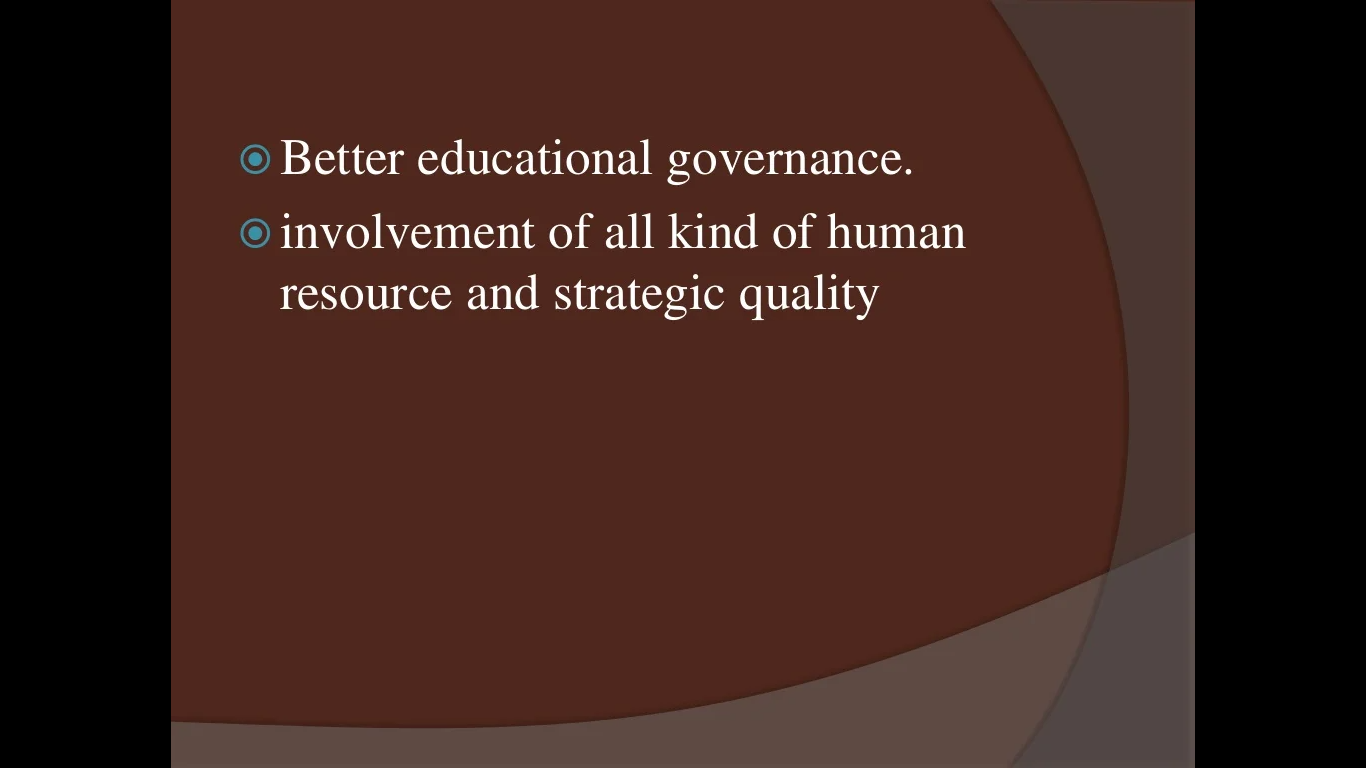 Better educational governance.
involvement of all kind of human
resource and strategic quality